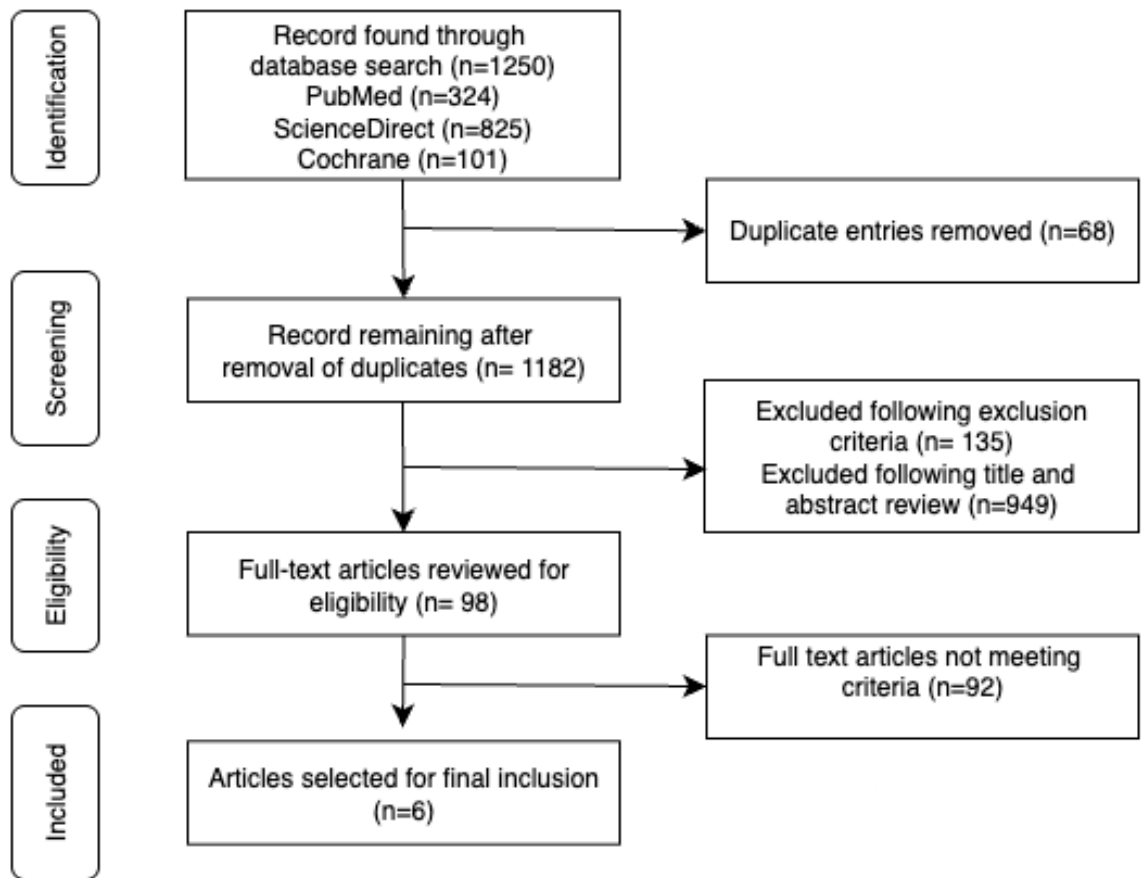 Identification
Record found through
database search (n=1250)
PubMed (n=324)
ScienceDirect (n=825)
Cochrane (n=101)
Duplicate entries removed (n=68)
Screening
Record remaining after
removal of duplicates (n= 1182)
Excluded following exclusion
criteria (n= 135)
Excluded following title and
abstract review (n=949)
Eligibility
Full-text articles reviewed for
eligibility (n= 98)
Full text articles not meeting
criteria (n=92)
Included
Articles selected for final inclusion
(n=6)